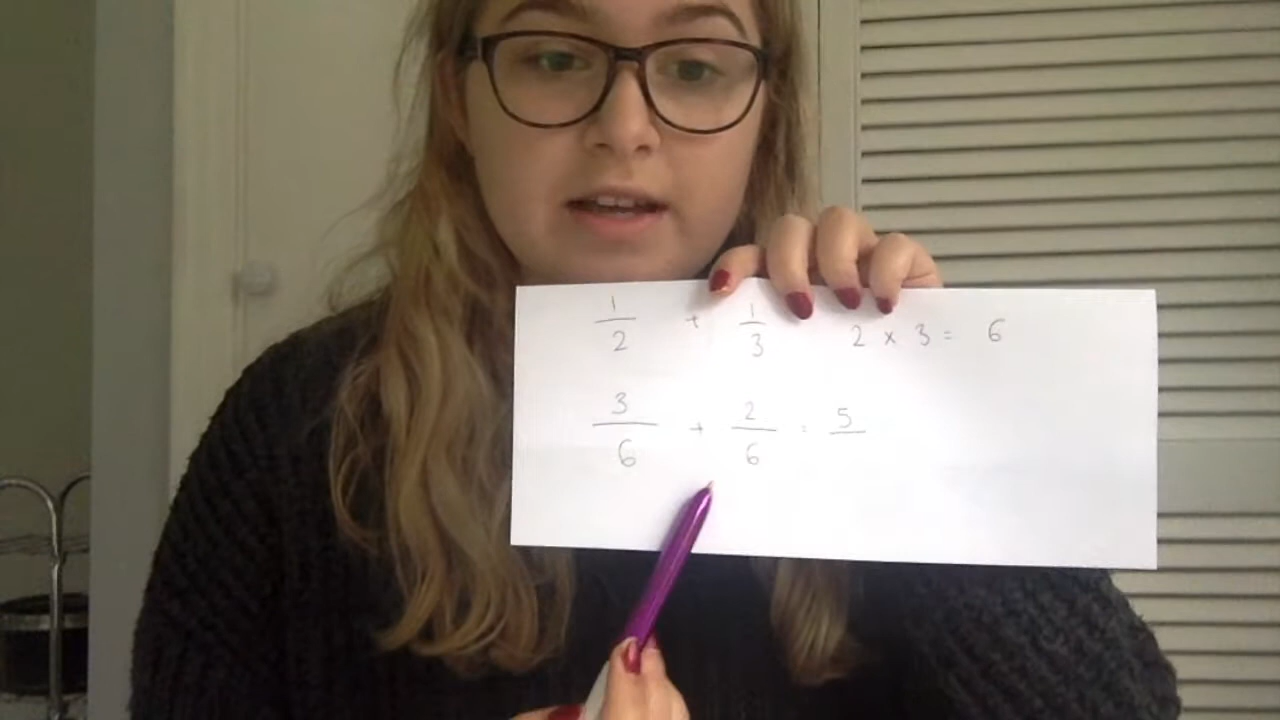 1/2 + 1/3 2 x 3 = 6
3/6 + 2/6 = 5/